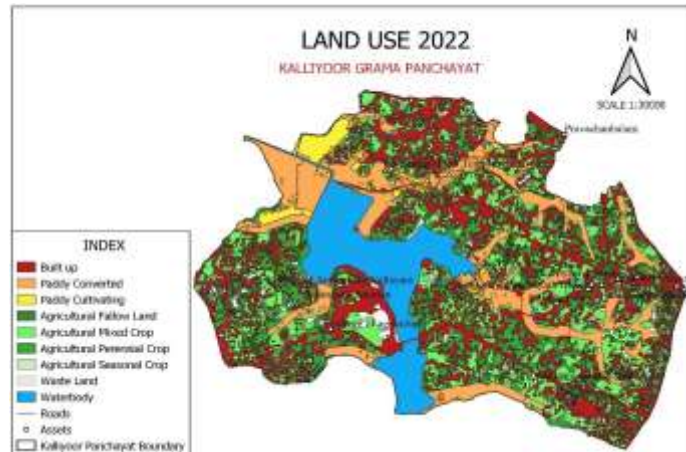 LAND USE 2022
KALLIYOOR GRAMA PANCHAYAT
N
SCALE 1:30000
INDEX
Built up
Paddy Converted
Paddy Cultivating
Agricultural Fallow Land
Agricultural Mixed Crop
Agricultural Perennial Crop
Agricultural Seasonal Crop
Waste Land
Waterbody
Roads
Assets
Kalliyoor Panchayat Boundary